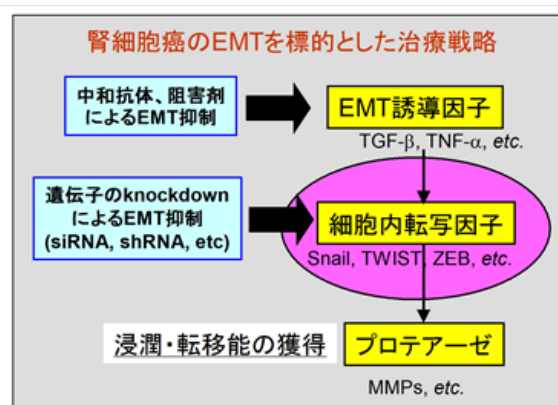 腎細胞癌のEMTを標的とした治療戦略
中和抗体、阻害剤
によるEMT抑制
EMT誘導因子
TGF-β, TNF-α, etc.
遺伝子のknockdown
によるEMT抑制
(siRNA, shRNA, etc)
細胞内転写因子
Snail, TWIST, ZEB, etc.
浸潤・転移能の獲得
プロテアーゼ
MMPs, etc.